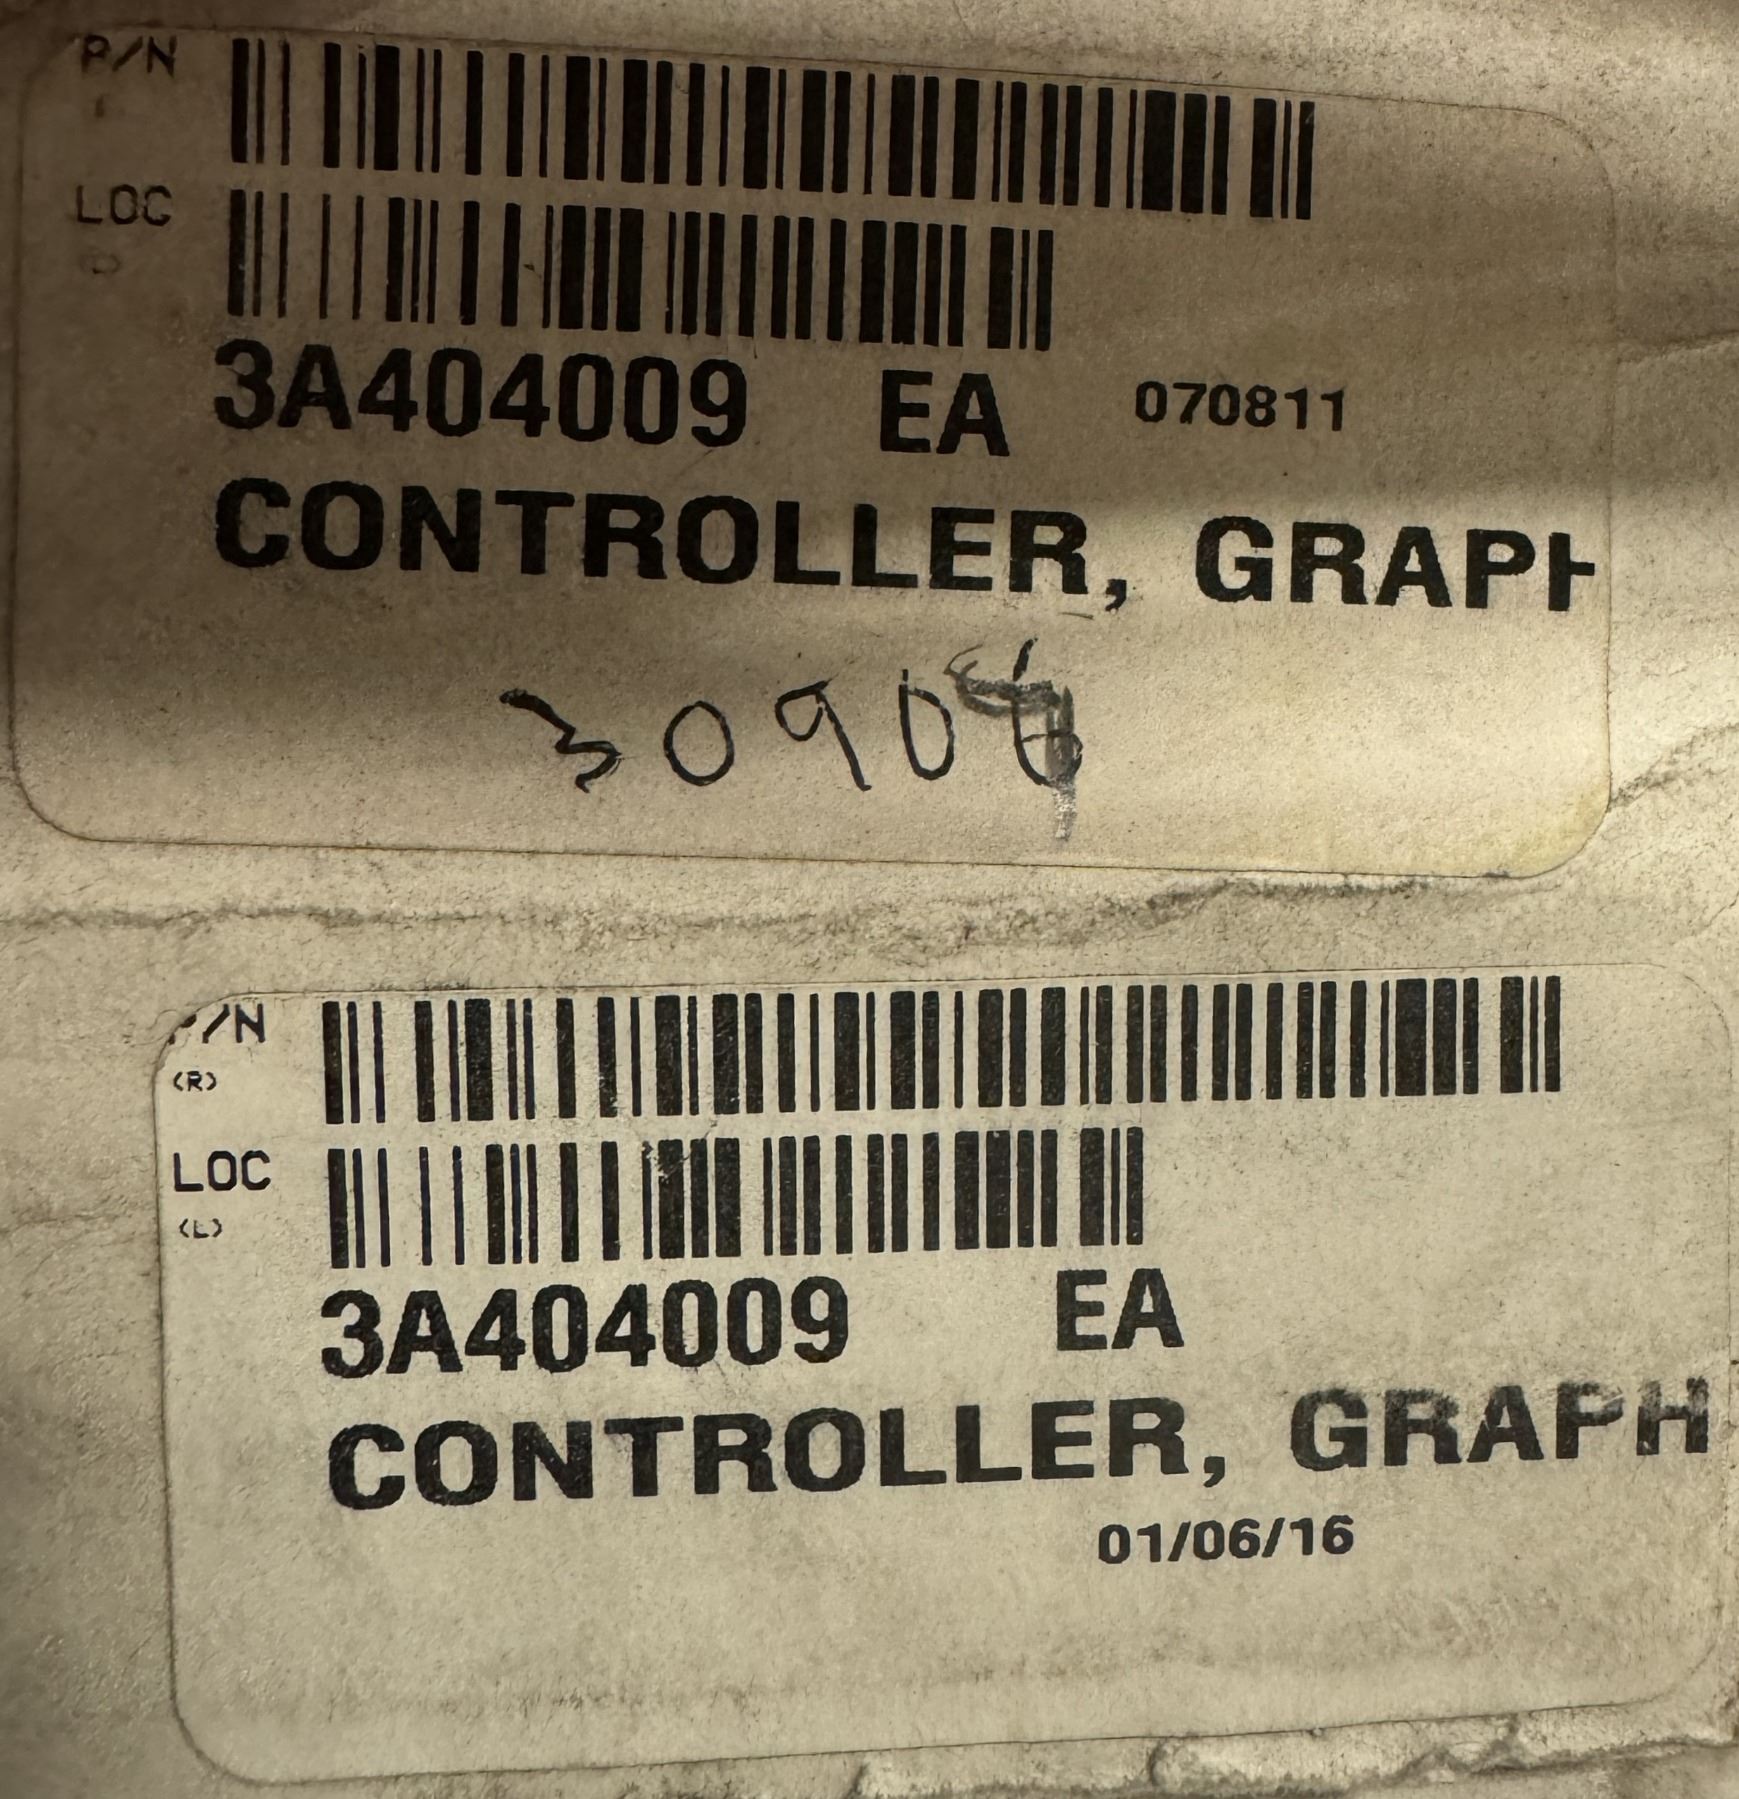 P/N
LOC
3A404009 EA 070811
CONTROLLER, GRAPH
P/N
(R)
LOC
(L)
3A404009 EA
CONTROLLER, GRAPH
01/06/16